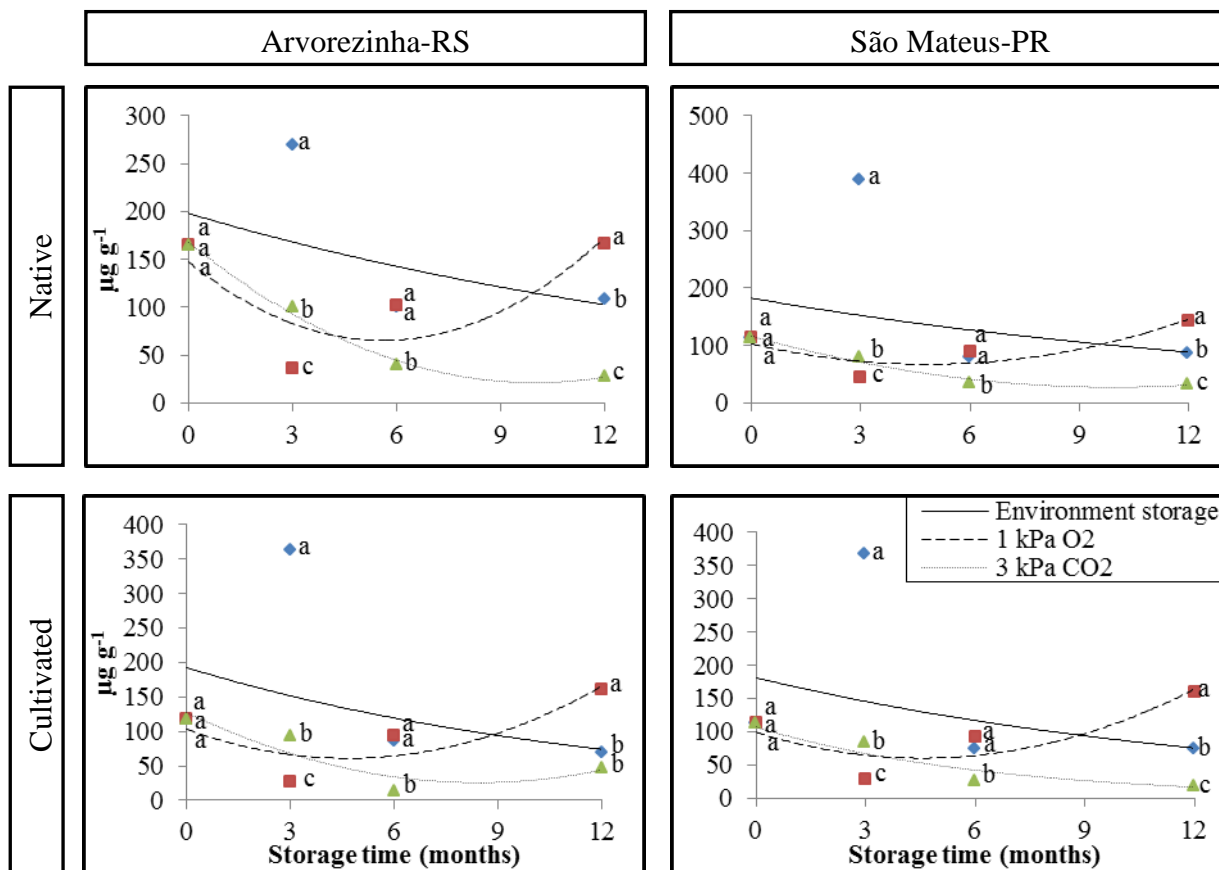 Arvorezinha-RS
São Mateus-PR
Native
300
250
200
150
100
50
0
µg g-1
0 3 6 9 12
a
a
a
a
b
c
a
a
b
a
b
c
500
400
300
200
100
0
0 3 6 9 12
a
a
a
a
b
c
a
a
b
a
b
c
Cultivated
400
350
300
250
200
150
100
50
0
µg g-1
0 3 6 9 12
Storage time (months)
a
a
a
a
b
c
a
a
b
a
b
b
400
350
300
250
200
150
100
50
0
0 3 6 9 12
Storage time (months)
a
a
a
a
b
c
a
a
b
a
b
c
Environment storage
1 kPa O2
3 kPa CO2